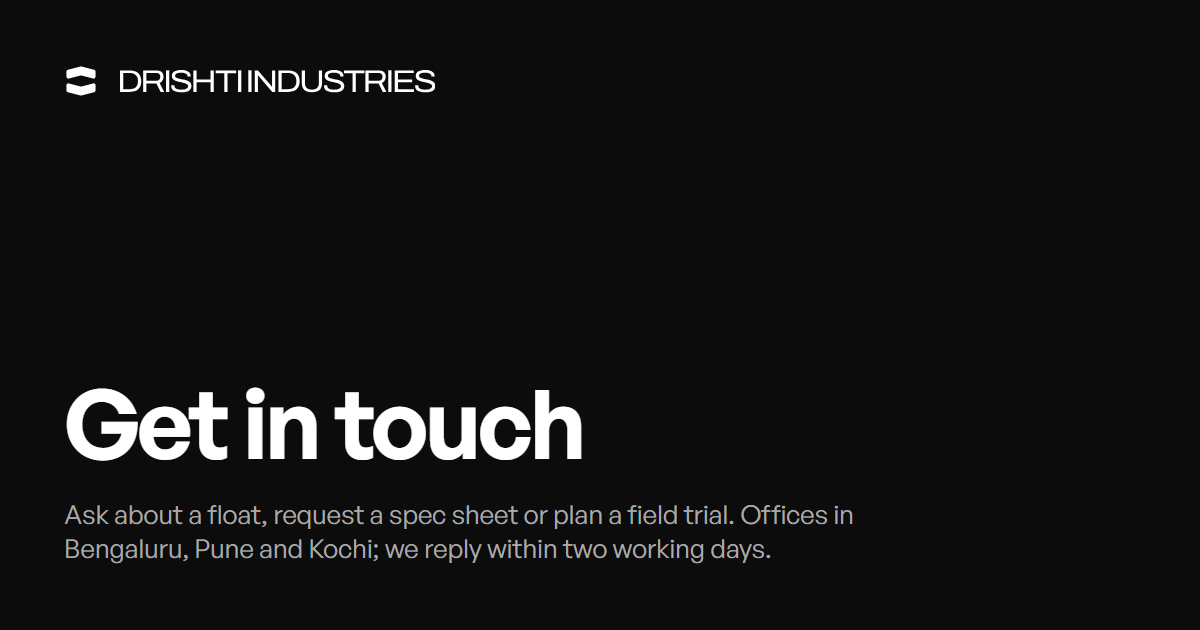 DRISHTI INDUSTRIES
Get in touch
Ask about a float, request a spec sheet or plan a field trial. Offices in
Bengaluru, Pune and Kochi; we reply within two working days.